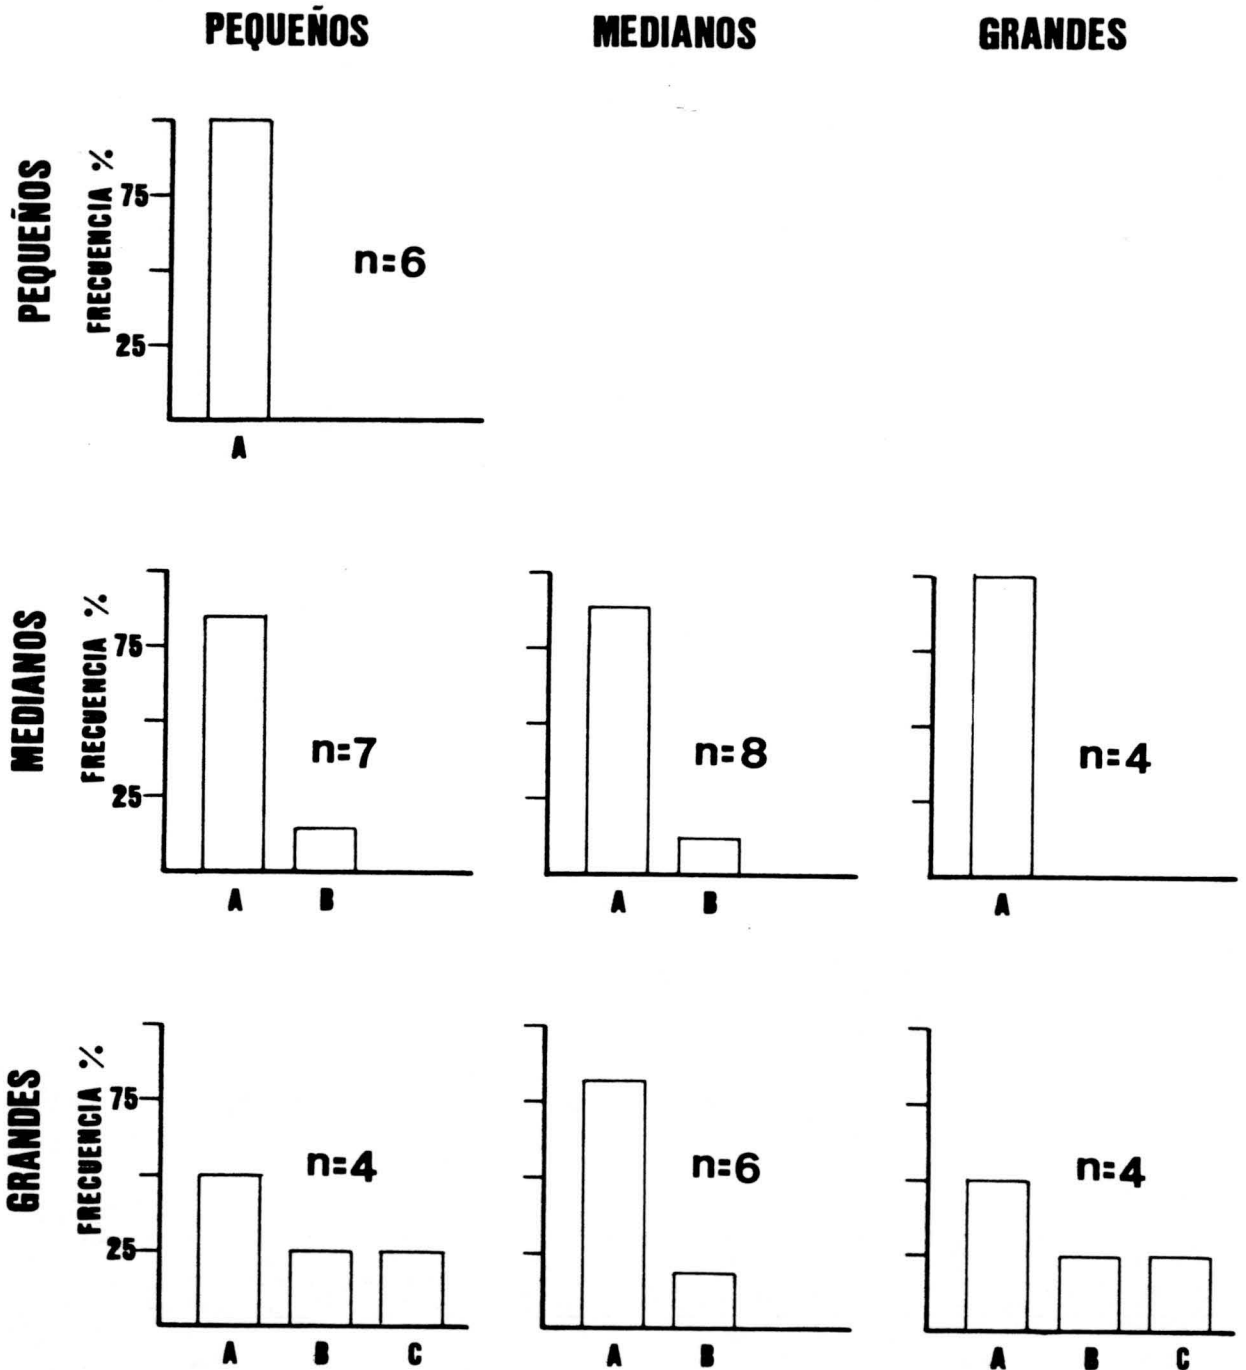 PEQUEÑOS MEDIANOS GRANDES
PEQUEÑOS
FRECUENCIA %
75
25
n=6
A
MEDIANOS
FRECUENCIA %
75
25
n=7
A B
n=8
A B
n=4
A
GRANDES
FRECUENCIA %
75
25
n=4
A B C
n=6
A B
n=4
A B C